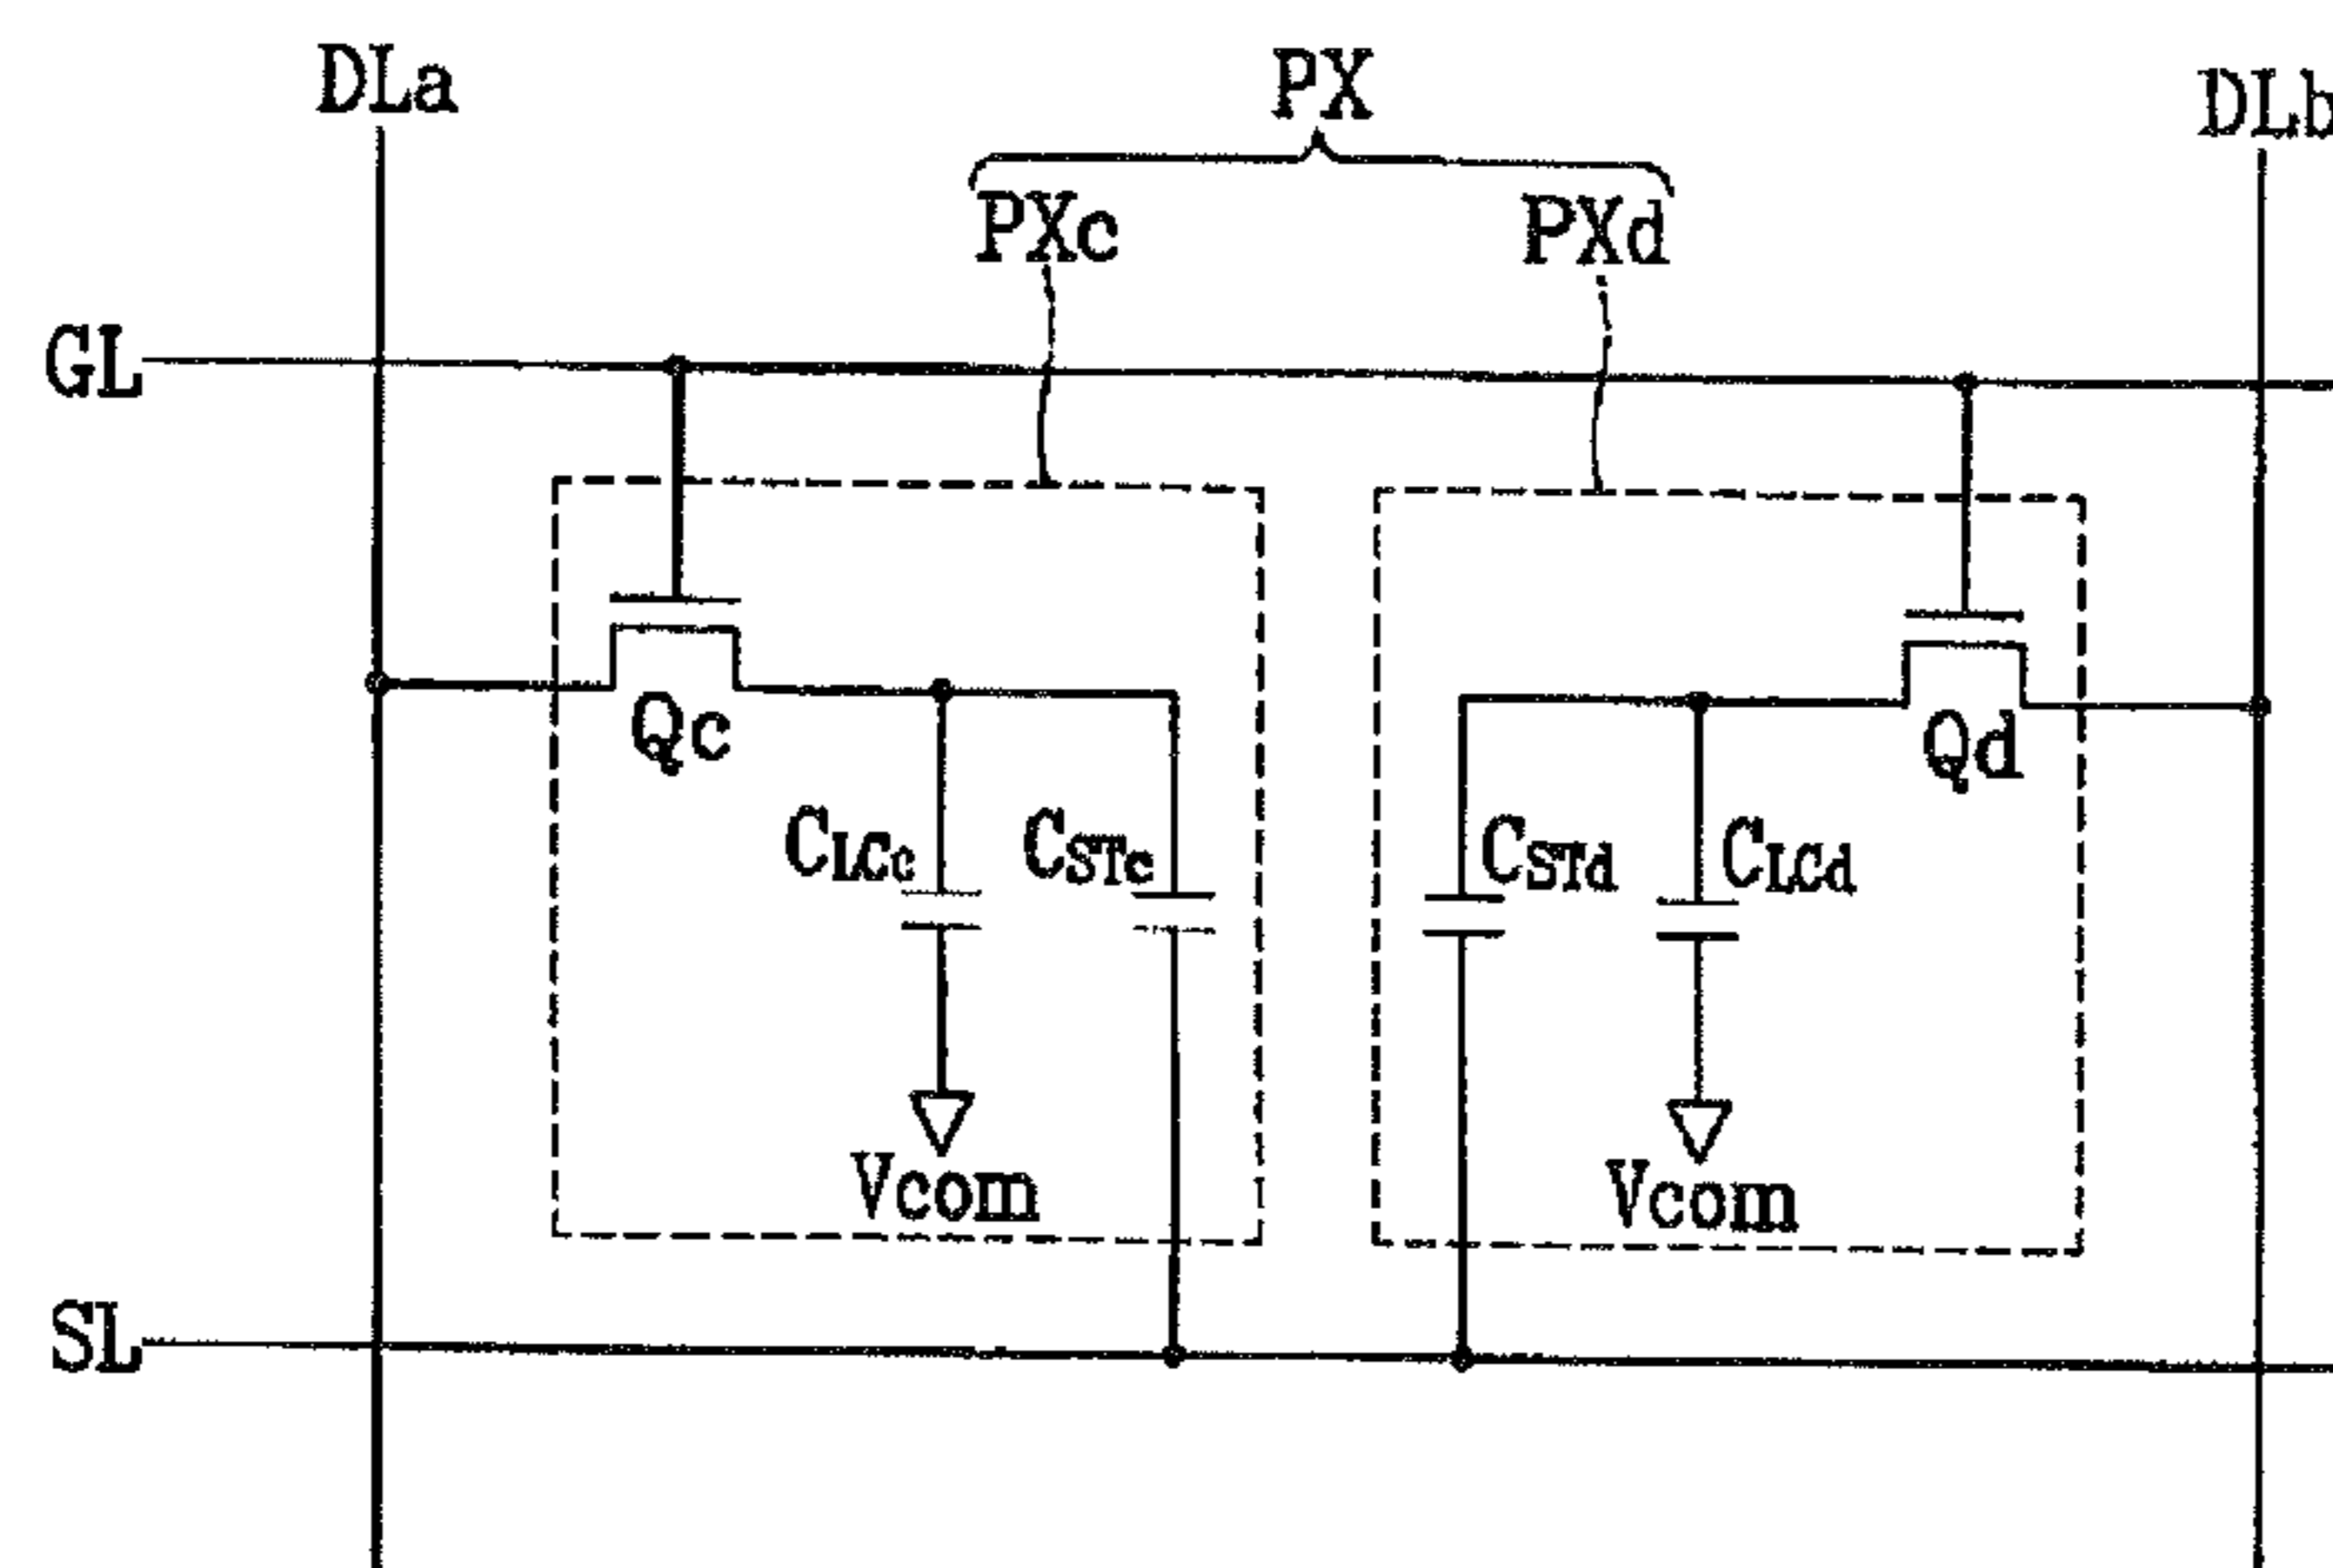 DLa
PX
DLb
PXc
PXd
GL
Qc
Qd
CLCc
CSTc
CSTd
CLCd
Vcom
Vcom
SL